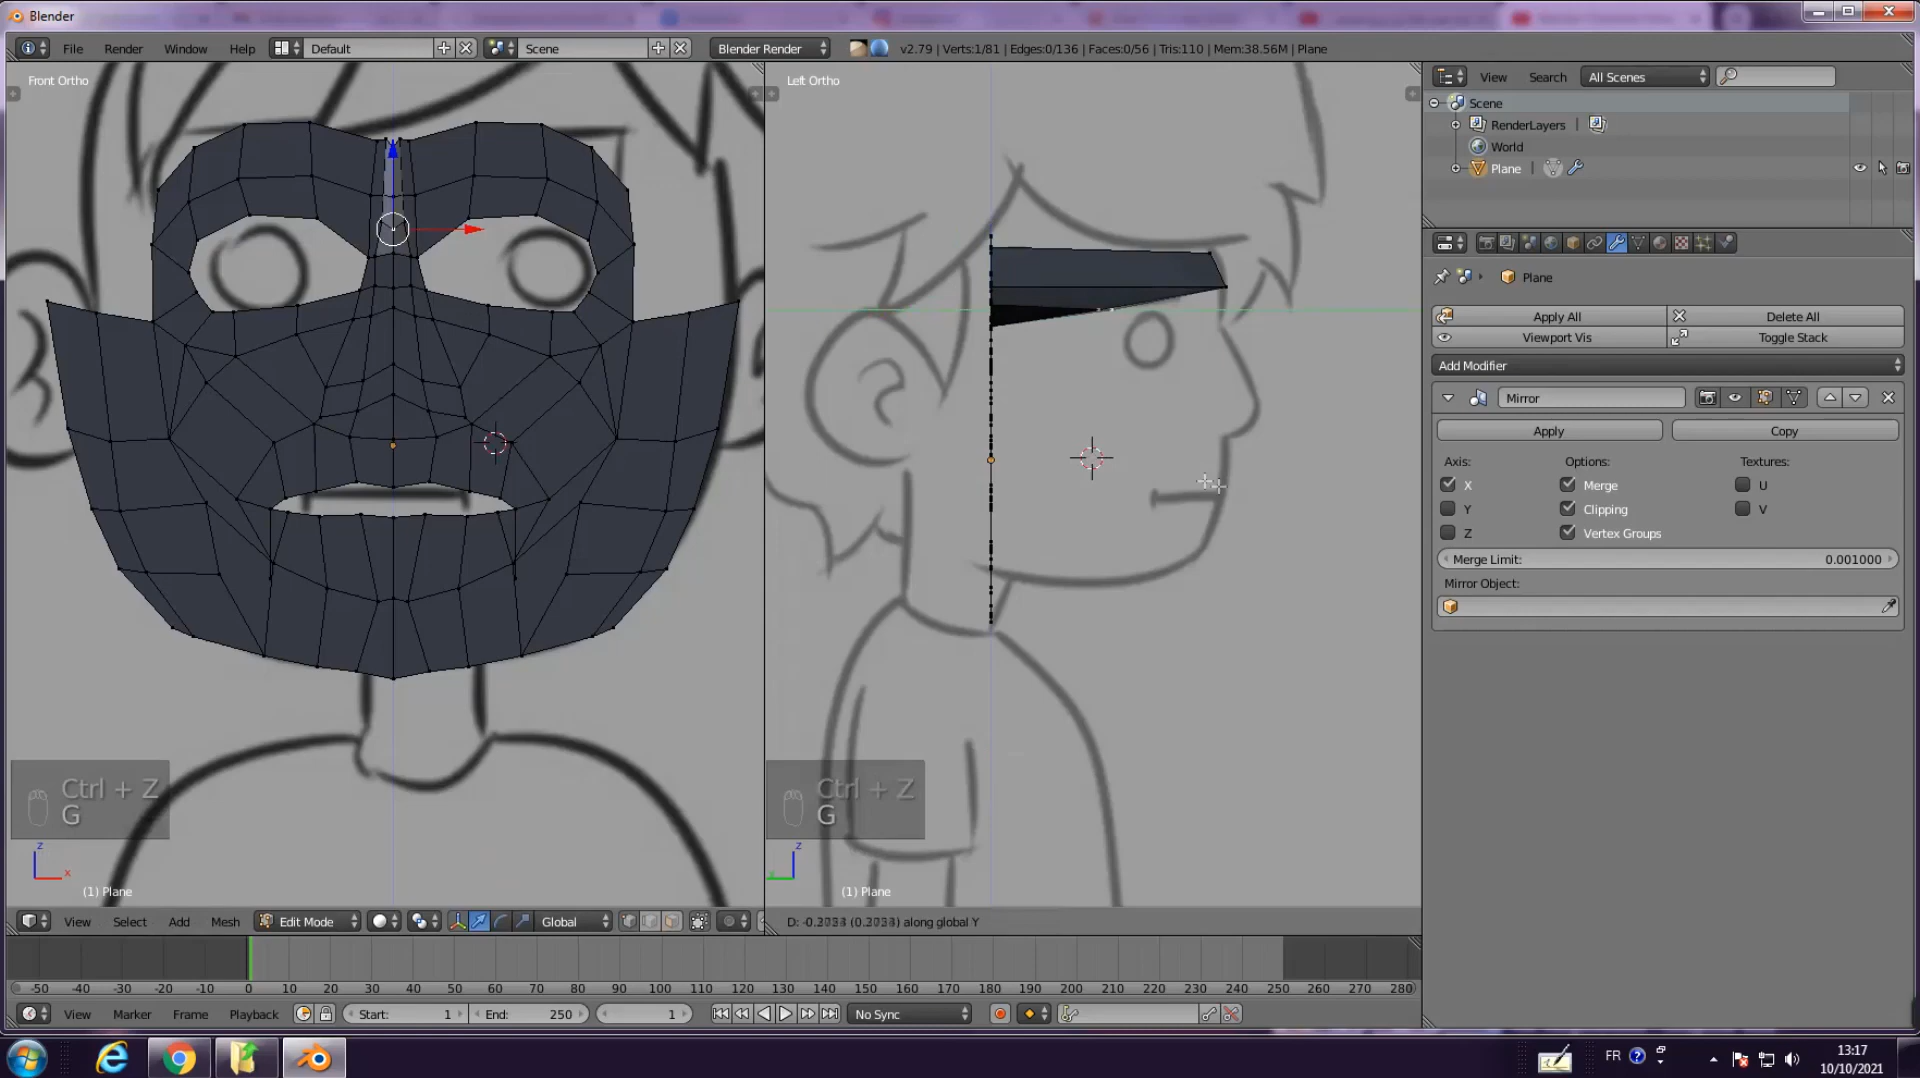 Blender
File Render Window Help Default Scene Blender Render v2.79 | Verts:1/81 | Edges:0/136 | Faces:0/56 | Tris:110 | Mem:38.56M | Plane
Front Ortho
Left Ortho
View Search All Scenes
Scene
RenderLayers
World
Plane
Plane
Apply All Delete All
Viewport Vis Toggle Stack
Add Modifier
Mirror
Apply Copy
Axis: Options: Textures:
X Merge U
Y Clipping V
Z Vertex Groups
Merge Limit: 0.001000
Mirror Object:
Ctrl + Z
G
Ctrl + Z
G
z
x
(1) Plane
z
(1) Plane
View Select Add Mesh Edit Mode Global
along global Y
-50 -40 -30 -20 -10 0 10 20 30 40 50 60 70 80 90 100 110 120 130 140 150 160 170 180 190 200 210 220 230 240 250 260 270 280
View Marker Frame Playback Start: 1 End: 250 1 No Sync
FR
13:17
10/10/2021